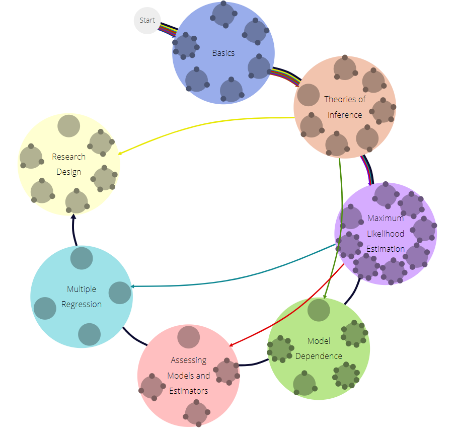 Start
Basics
Theories of
Inference
Research
Design
Maximum
Likelihood
Estimation
Multiple
Regression
Model
Dependence
Assessing
Models and
Estimators